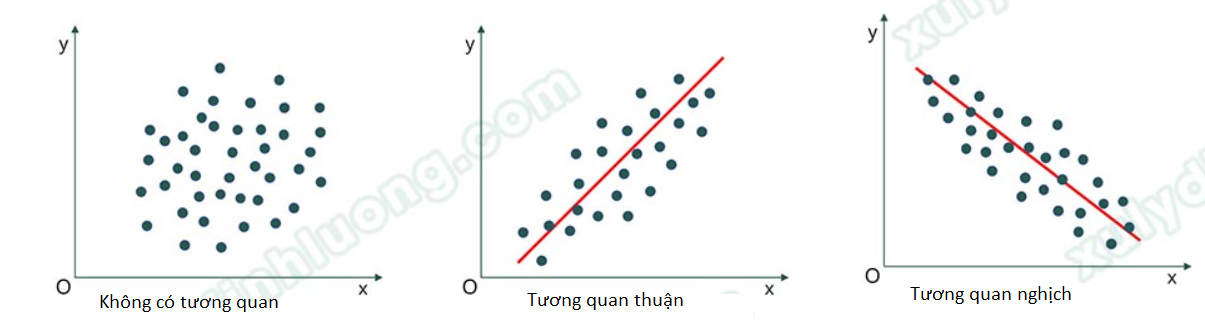 y
y
y
O
x
Không có tương quan
O
x
Tương quan thuận
O
x
Tương quan nghịch